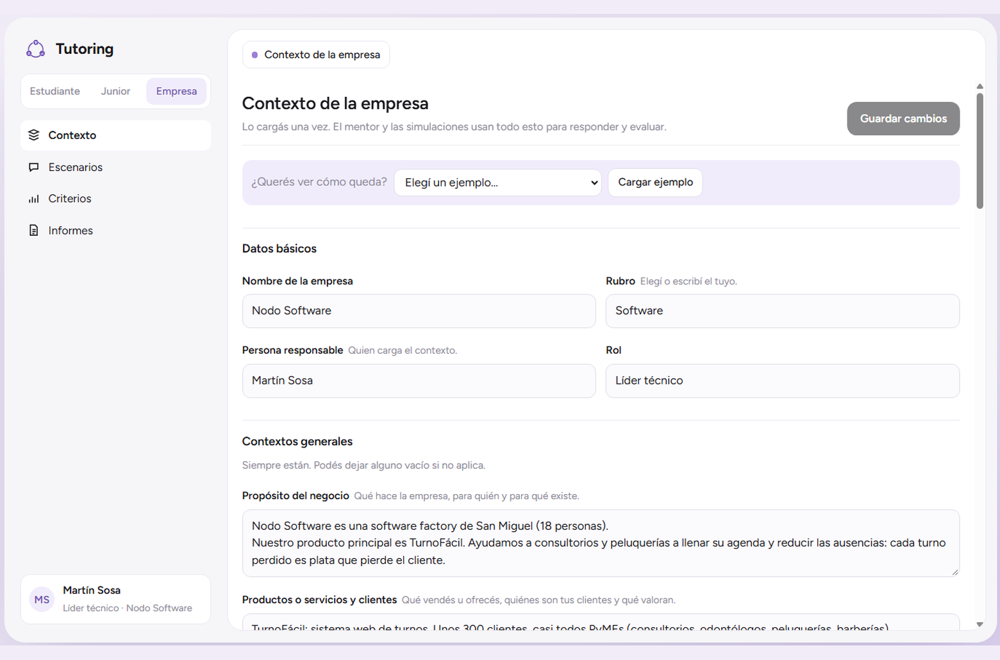 Tutoring
Estudiante Junior Empresa
Contexto
Escenarios
Criterios
Informes
MS
Martín Sosa
Líder técnico · Nodo Software
Contexto de la empresa
Contexto de la empresa
Lo cargás una vez. El mentor y las simulaciones usan todo esto para responder y evaluar.
Guardar cambios
¿Querés ver cómo queda? Elegí un ejemplo... Cargar ejemplo
Datos básicos
Nombre de la empresa
Nodo Software
Rubro Elegí o escribí el tuyo.
Software
Persona responsable Quien carga el contexto.
Martín Sosa
Rol
Líder técnico
Contextos generales
Siempre están. Podés dejar alguno vacío si no aplica.
Propósito del negocio Qué hace la empresa, para quién y para qué existe.
Nodo Software es una software factory de San Miguel (18 personas).
Nuestro producto principal es TurnoFácil. Ayudamos a consultorios y peluquerías a llenar su agenda y reducir las ausencias: cada turno
perdido es plata que pierde el cliente.
Productos o servicios y clientes Qué vendés u ofrecés, quiénes son tus clientes y qué valoran.
TurnoFácil: sistema web de turnos. Unos 300 clientes, casi todos PyMEs (consultorios, odontólogos, peluquerías, barberías).